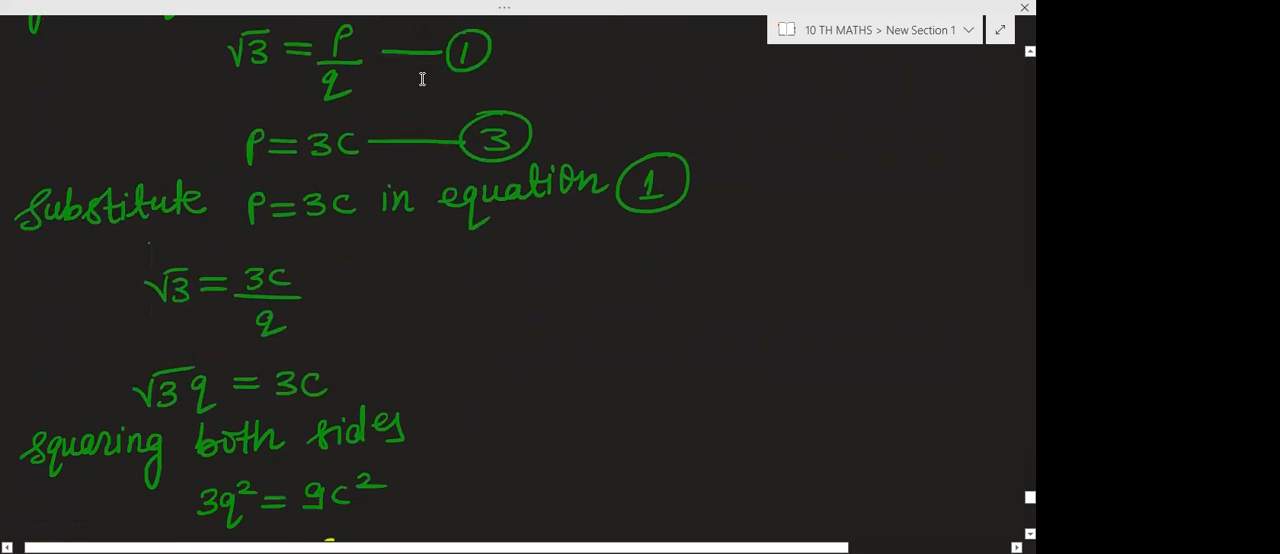 10 TH MATHS > New Section 1
√3 = p/q —— ①
p = 3c —— ③
Substitute p = 3c in equation ①
√3 = 3c/q
√3 q = 3c
squaring both sides
3q² = 9c²